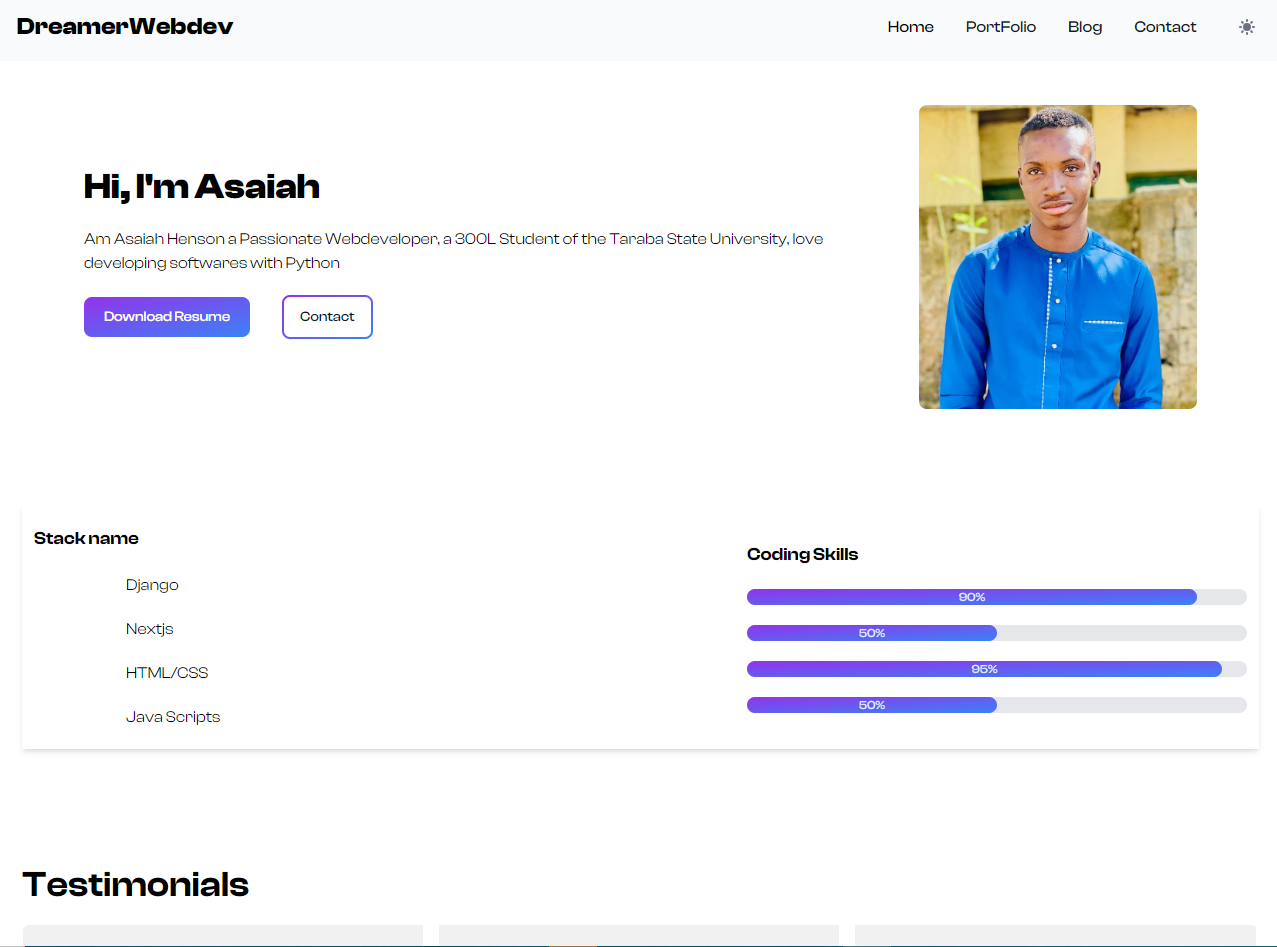 DreamerWebdev
Home PortFolio Blog Contact
Hi, I'm Asaiah
Am Asaiah Henson a Passionate Webdeveloper, a 300L Student of the Taraba State University, love
developing softwares with Python
Download Resume Contact
Stack name
Django
Nextjs
HTML/CSS
Java Scripts
Coding Skills
90%
50%
95%
50%
Testimonials